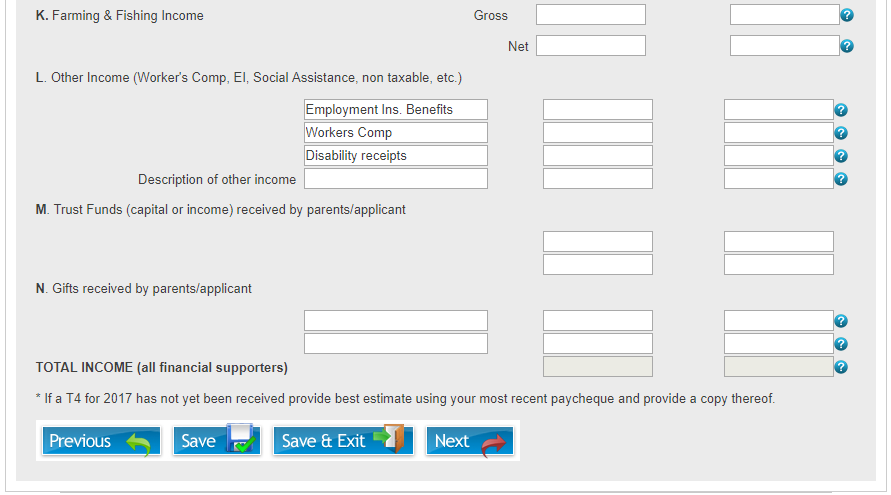 K. Farming & Fishing Income Gross
Net
L. Other Income (Worker's Comp, EI, Social Assistance, non taxable, etc.)
Employment Ins. Benefits
Workers Comp
Disability receipts
Description of other income
M. Trust Funds (capital or income) received by parents/applicant
N. Gifts received by parents/applicant
TOTAL INCOME (all financial supporters)
* If a T4 for 2017 has not yet been received provide best estimate using your most recent paycheque and provide a copy thereof.
Previous Save Save & Exit Next